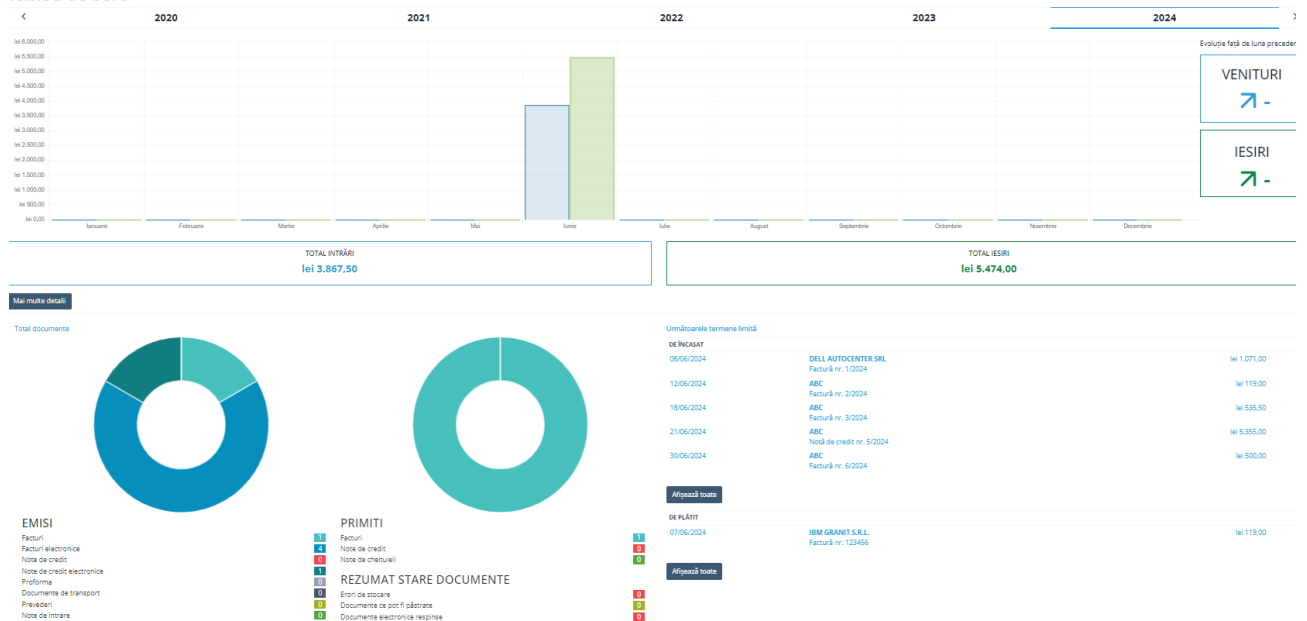 2020 2021 2022 2023 2024
Evoluție față de luna preceden
lei 6.000,00
lei 5.500,00
lei 5.000,00
lei 4.500,00
lei 4.000,00
lei 3.500,00
lei 3.000,00
lei 2.500,00
lei 2.000,00
lei 1.500,00
lei 1.000,00
lei 500,00
lei 0,00
Ianuarie Februarie Martie Aprilie Mai Iunie Iulie August Septembrie Octombrie Noiembrie Decembrie
VENITURI
-
IESIRI
-
TOTAL INTRĂRI
lei 3.867,50
TOTAL IESIRI
lei 5.474,00
Mai multe detalii
Total documente
EMISI
Facturi 1
Facturi electronice 4
Note de credit 0
Note de credit electronice 1
Proforma 0
Documente de transport 0
Prevederi 0
Note de intrare 0
PRIMITI
Facturi 1
Note de credit 0
Note de cheltuieli 0
REZUMAT STARE DOCUMENTE
Erori de stocare 0
Documente ce pot fi păstrate 0
Documente electronice respinse 0
Următoarele termene limită
DE ÎNCASAT
06/06/2024 DELL AUTOCENTER SRL lei 1.071,00
Factură nr. 1/2024
12/06/2024 ABC lei 119,00
Factură nr. 2/2024
18/06/2024 ABC lei 535,50
Factură nr. 3/2024
21/06/2024 ABC lei 5.355,00
Notă de credit nr. 5/2024
30/06/2024 ABC lei 500,00
Factură nr. 6/2024
Afișează toate
DE PLĂTIT
07/06/2024 IBM GRANIT S.R.L. lei 119,00
Factură nr. 123456
Afișează toate